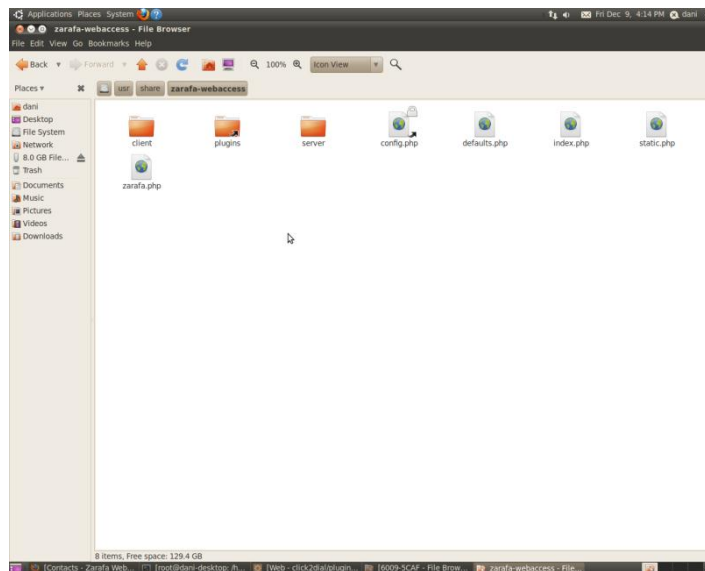 Applications Places System Fri Dec 9, 4:14 PM dani
zarafa-webaccess - File Browser
File Edit View Go Bookmarks Help
Back Forward 100% Icon View
Places usr share zarafa-webaccess
dani
Desktop
File System
Network
8.0 GB File...
Trash
Documents
Music
Pictures
Videos
Downloads
client plugins server config.php defaults.php index.php static.php
zarafa.php
8 items, Free space: 129.4 GB
[Contacts - Zarafa Web... [root@dani-desktop: /h... [Web - click2dial/plugin... [6009-5CAF - File Brow... zarafa-webaccess - File...